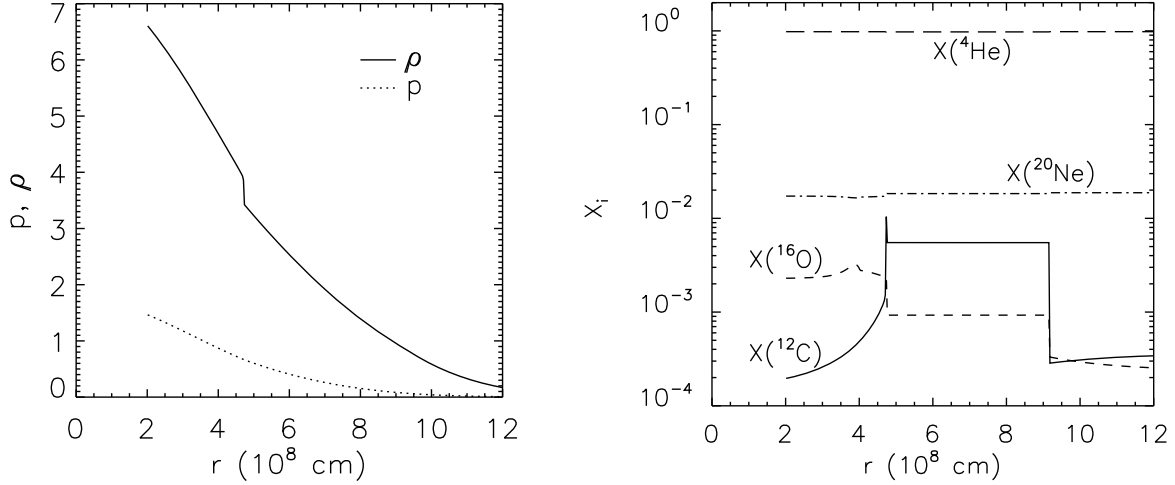 7
6
5
4
3
2
1
0
p, ρ
ρ
p
0 2 4 6 8 10 12
r (10⁸ cm)
10⁰
10⁻¹
10⁻²
10⁻³
10⁻⁴
Xᵢ
X(⁴He)
X(²⁰Ne)
X(¹⁶O)
X(¹²C)
0 2 4 6 8 10 12
r (10⁸ cm)